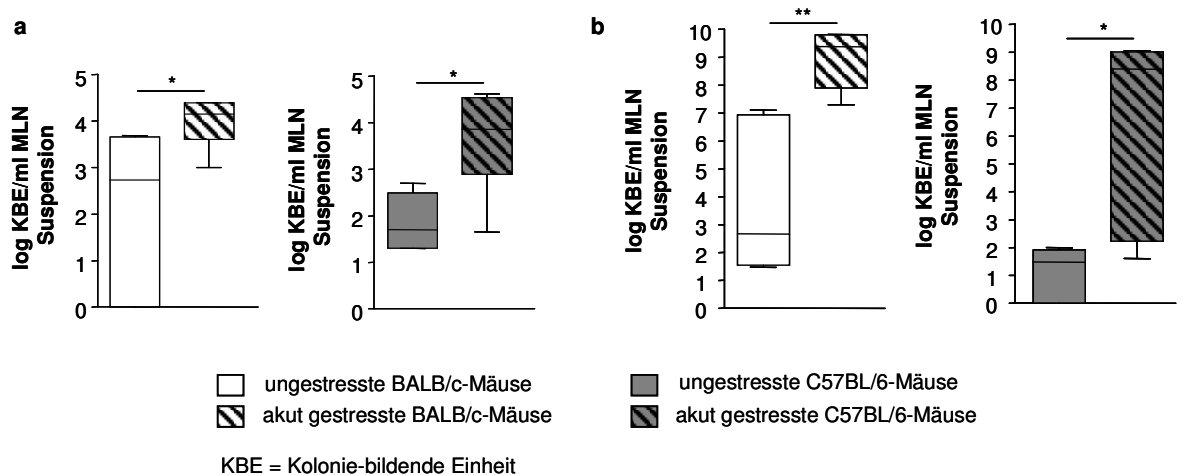 a
*
5
4
3
2
1
0
log KBE/ml MLN
Suspension
*
5
4
3
2
1
0
log KBE/ml MLN
Suspension
b
**
10
9
8
7
6
5
4
3
2
1
0
log KBE/ml MLN
Suspension
*
10
9
8
7
6
5
4
3
2
1
0
log KBE/ml MLN
Suspension
ungestresste BALB/c-Mäuse
akut gestresste BALB/c-Mäuse
ungestresste C57BL/6-Mäuse
akut gestresste C57BL/6-Mäuse
KBE = Kolonie-bildende Einheit